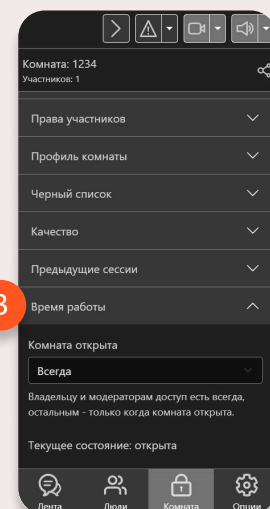 Комната: 1234
Участников: 1
Права участников
Профиль комнаты
Черный список
Качество
Предыдущие сессии
3
Время работы
Комната открыта
Всегда
Владельцу и модераторам доступ есть всегда,
остальным - только когда комната открыта.
Текущее состояние: открыта
Лента Люди Комната Опции